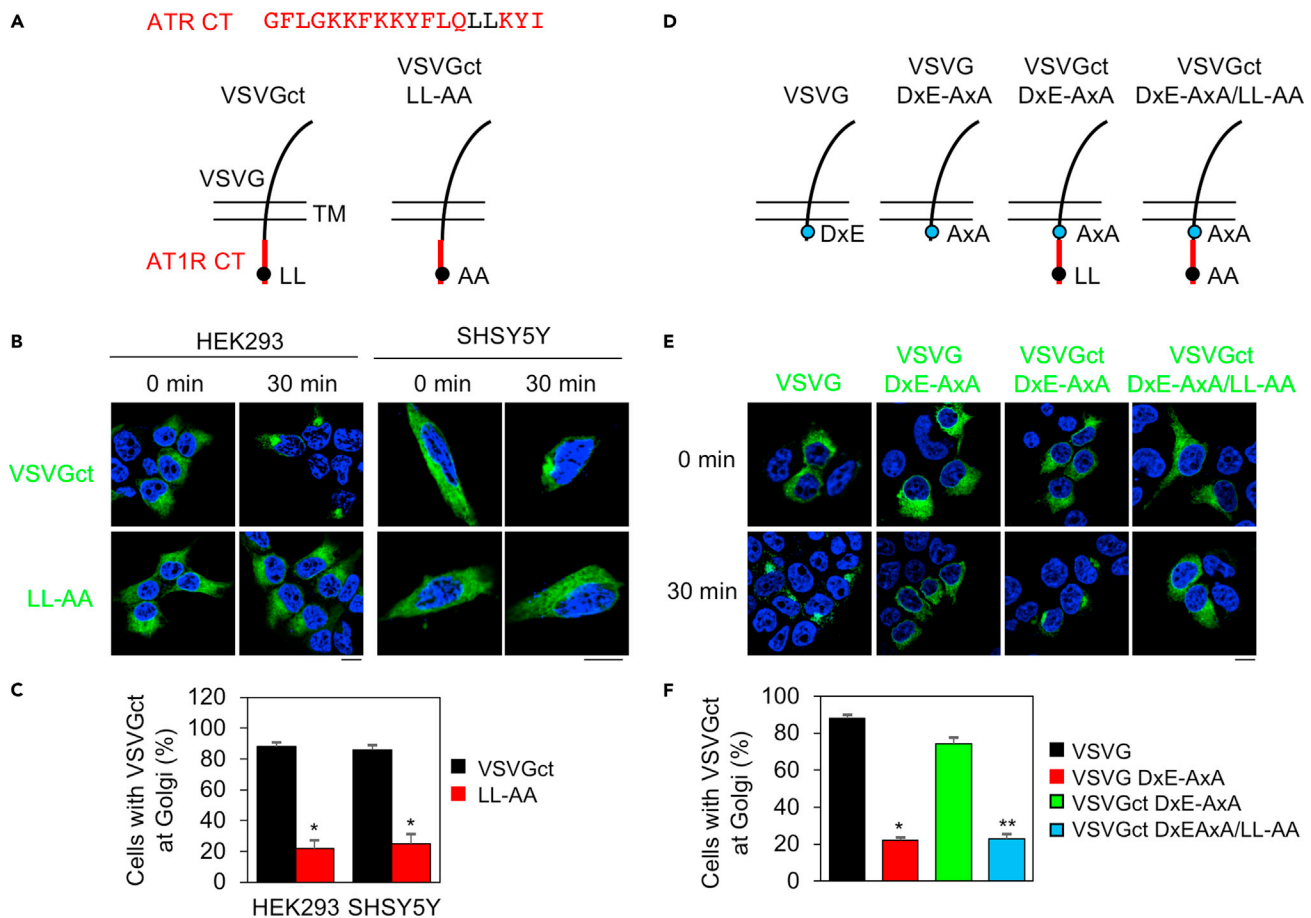 A
ATR CT GFLGKKFKKYFLQLLKYI
VSVGct
VSVGct
LL-AA
VSVG
TM
AT1R CT
LL
AA
B
HEK293
SHSY5Y
0 min
30 min
0 min
30 min
VSVGct
LL-AA
C
Cells with VSVGct
at Golgi (%)
120
100
80
60
40
20
0
*
*
HEK293
SHSY5Y
VSVGct
LL-AA
D
VSVG
VSVG
DxE-AxA
VSVGct
DxE-AxA
VSVGct
DxE-AxA/LL-AA
DxE
AxA
AxA
AxA
LL
AA
E
VSVG
VSVG
DxE-AxA
VSVGct
DxE-AxA
VSVGct
DxE-AxA/LL-AA
0 min
30 min
F
Cells with VSVGct
at Golgi (%)
100
80
60
40
20
0
*
**
VSVG
VSVG DxE-AxA
VSVGct DxE-AxA
VSVGct DxEAxA/LL-AA